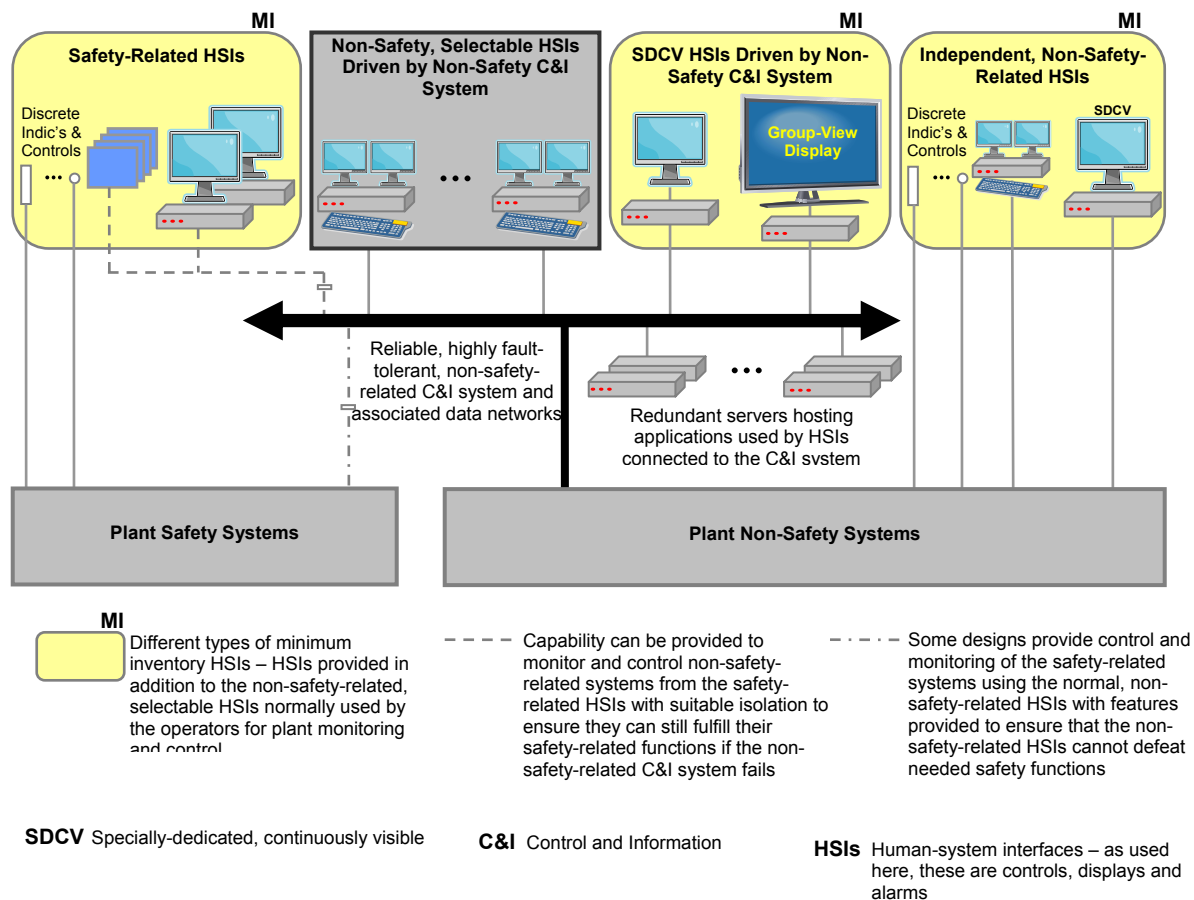 MI
Safety-Related HSIs
Discrete
Indic's &
Controls
...
Non-Safety, Selectable HSIs
Driven by Non-Safety C&I
System
...
MI
SDCV HSIs Driven by Non-
Safety C&I System
Group-View
Display
MI
Independent, Non-Safety-
Related HSIs
Discrete
Indic's &
Controls
...
SDCV
Reliable, highly fault-
tolerant, non-safety-
related C&I system and
associated data networks
...
Redundant servers hosting
applications used by HSIs
connected to the C&I system
Plant Safety Systems
Plant Non-Safety Systems
MI
Different types of minimum
inventory HSIs – HSIs provided in
addition to the non-safety-related,
selectable HSIs normally used by
the operators for plant monitoring
and control
Capability can be provided to
monitor and control non-safety-
related systems from the safety-
related HSIs with suitable isolation to
ensure they can still fulfill their
safety-related functions if the non-
safety-related C&I system fails
Some designs provide control and
monitoring of the safety-related
systems using the normal, non-
safety-related HSIs with features
provided to ensure that the non-
safety-related HSIs cannot defeat
needed safety functions
SDCV Specially-dedicated, continuously visible
C&I Control and Information
HSIs Human-system interfaces – as used
here, these are controls, displays and
alarms